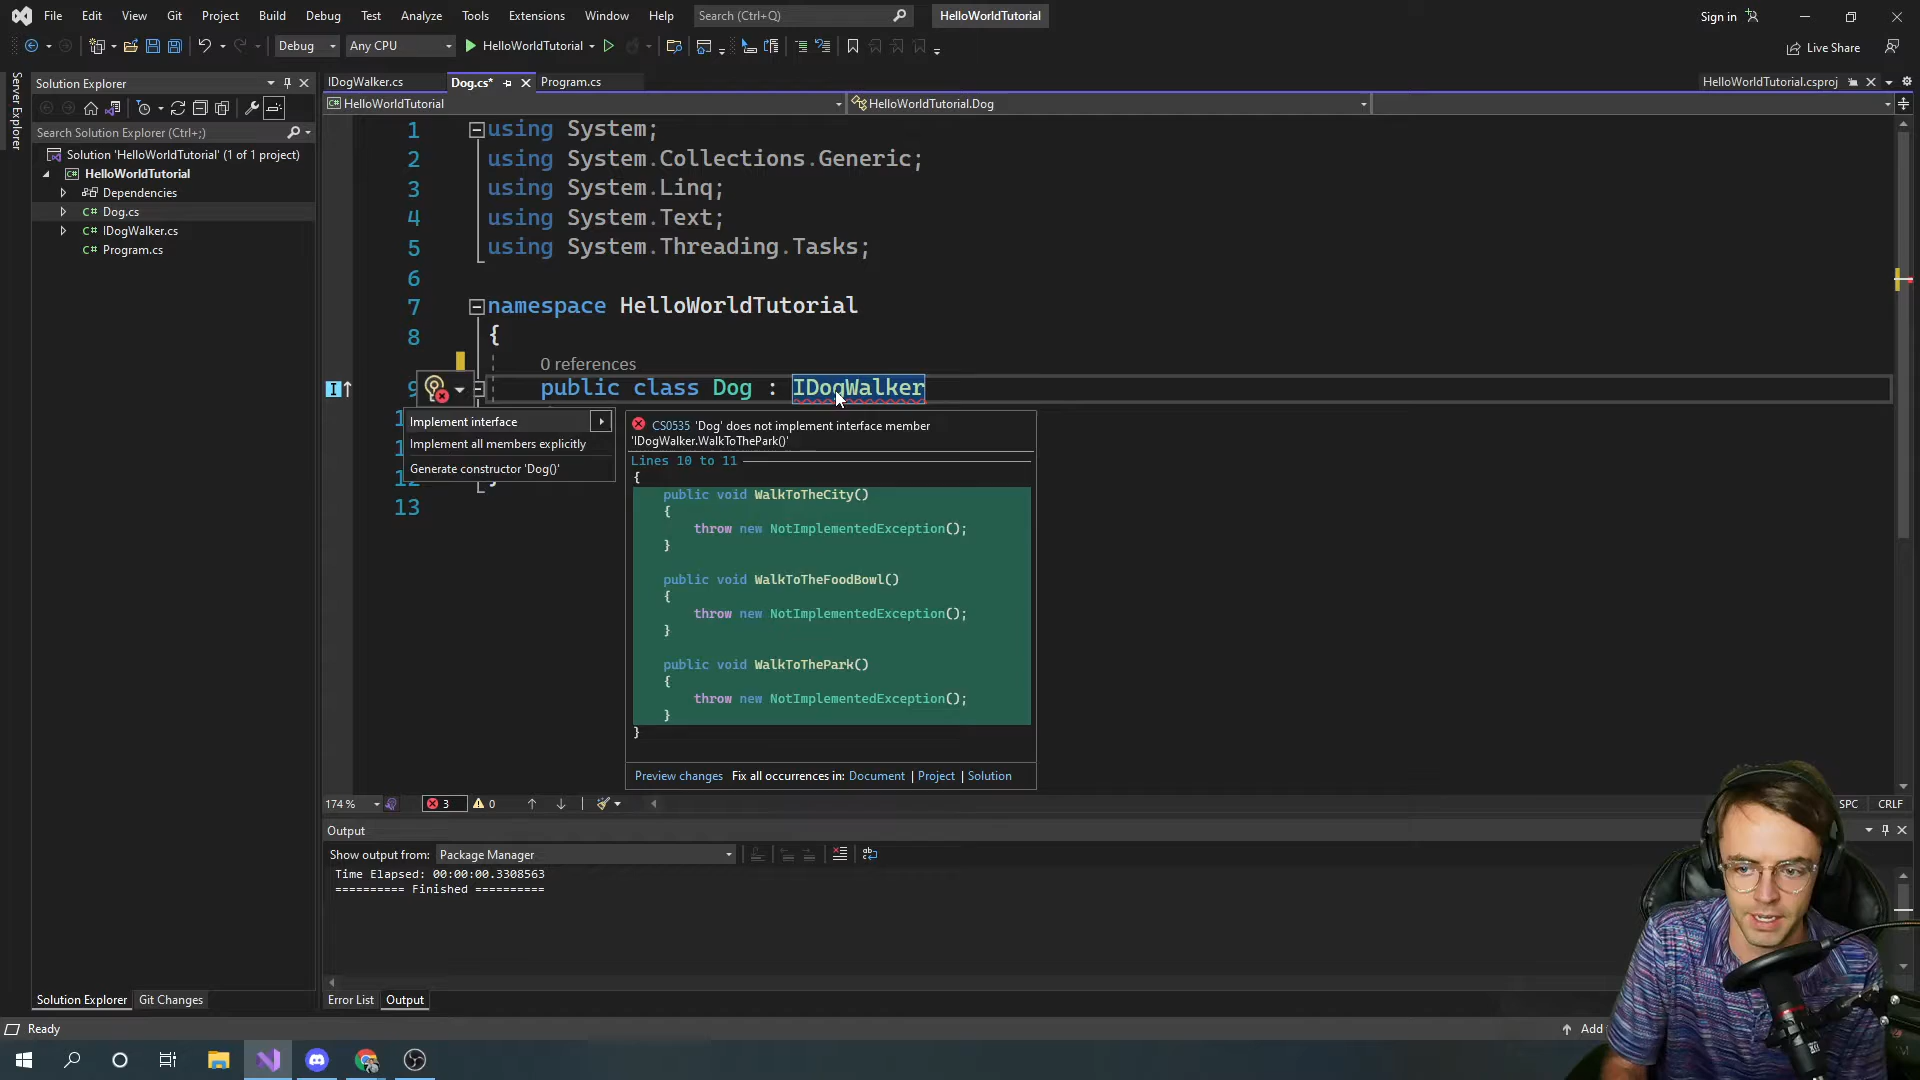 File Edit View Git Project Build Debug Test Analyze Tools Extensions Window Help Search (Ctrl+Q) HelloWorldTutorial Sign in
Debug Any CPU HelloWorldTutorial Live Share
Server Explorer
Solution Explorer
Search Solution Explorer (Ctrl+;)
Solution 'HelloWorldTutorial' (1 of 1 project)
C# HelloWorldTutorial
Dependencies
C# Dog.cs
C# IDogWalker.cs
C# Program.cs
IDogWalker.cs Dog.cs* Program.cs HelloWorldTutorial.csproj
C# HelloWorldTutorial HelloWorldTutorial.Dog
1 using System;
2 using System.Collections.Generic;
3 using System.Linq;
4 using System.Text;
5 using System.Threading.Tasks;
6
7 namespace HelloWorldTutorial
8 {
0 references
9 public class Dog : IDogWalker
Implement interface
Implement all members explicitly
Generate constructor 'Dog()'
13
CS0535 'Dog' does not implement interface member
'IDogWalker.WalkToThePark()'
Lines 10 to 11
{
public void WalkToTheCity()
{
throw new NotImplementedException();
}
public void WalkToTheFoodBowl()
{
throw new NotImplementedException();
}
public void WalkToThePark()
{
throw new NotImplementedException();
}
}
Preview changes Fix all occurrences in: Document | Project | Solution
174 % 3 0 SPC CRLF
Output
Show output from: Package Manager
Time Elapsed: 00:00:00.3308563
========== Finished ==========
Solution Explorer Git Changes Error List Output
Ready Add